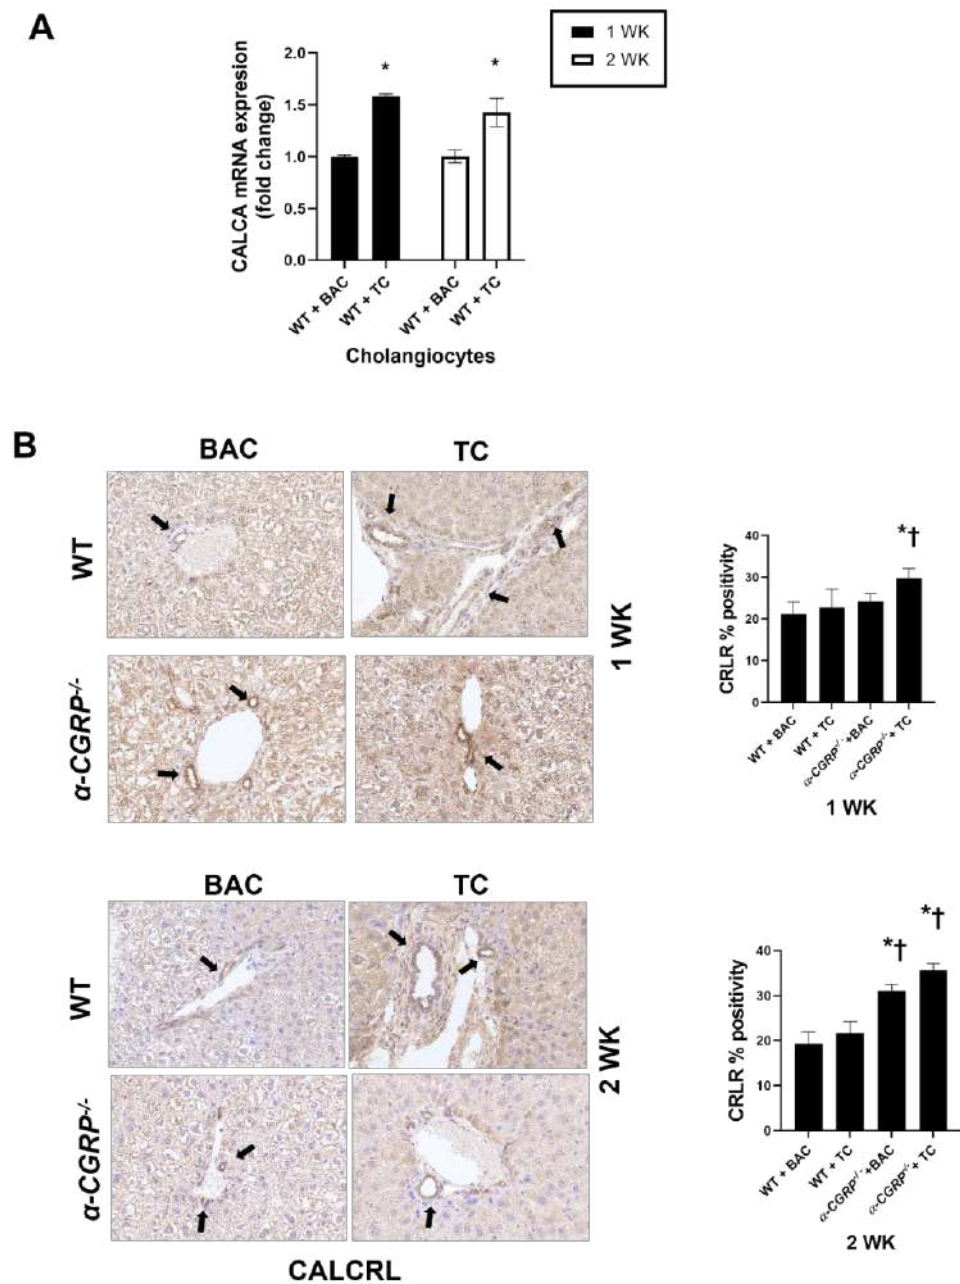 A
1 WK
2 WK
CALCA mRNA expresion
(fold change)
2.0
1.5
1.0
0.5
0.0
*
*
WT + BAC
WT + TC
WT + BAC
WT + TC
Cholangiocytes
B
BAC
TC
WT
α-CGRP-/-
1 WK
CRLR % positivity
40
30
20
10
0
*†
WT + BAC
WT + TC
α-CGRP-/-+BAC
α-CGRP-/-+ TC
1 WK
BAC
TC
WT
α-CGRP-/-
2 WK
CALCRL
CRLR % positivity
40
30
20
10
0
*†
*†
WT + BAC
WT + TC
α-CGRP-/-+BAC
α-CGRP-/-+ TC
2 WK